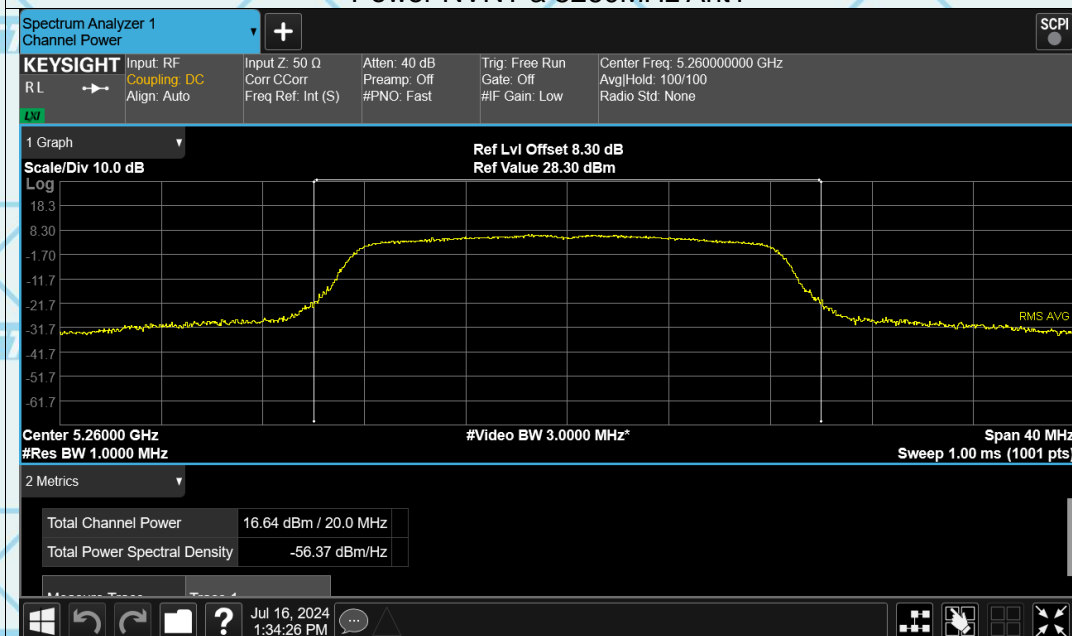 Spectrum Analyzer 1
Channel Power
+
SCPI
KEYSIGHT
RL
LXI
Input: RF
Coupling: DC
Align: Auto
Input Z: 50 Ω
Corr CCorr
Freq Ref: Int (S)
Atten: 40 dB
Preamp: Off
#PNO: Fast
Trig: Free Run
Gate: Off
#IF Gain: Low
Center Freq: 5.260000000 GHz
Avg|Hold: 100/100
Radio Std: None
1 Graph
Scale/Div 10.0 dB
Ref Lvl Offset 8.30 dB
Ref Value 28.30 dBm
Log
18.3
8.30
-1.70
-11.7
-21.7
-31.7
-41.7
-51.7
-61.7
RMS AVG
Center 5.26000 GHz
#Video BW 3.0000 MHz*
Span 40 MHz
#Res BW 1.0000 MHz
Sweep 1.00 ms (1001 pts)
2 Metrics
Total Channel Power 16.64 dBm / 20.0 MHz
Total Power Spectral Density -56.37 dBm/Hz
?
Jul 16, 2024
1:34:26 PM